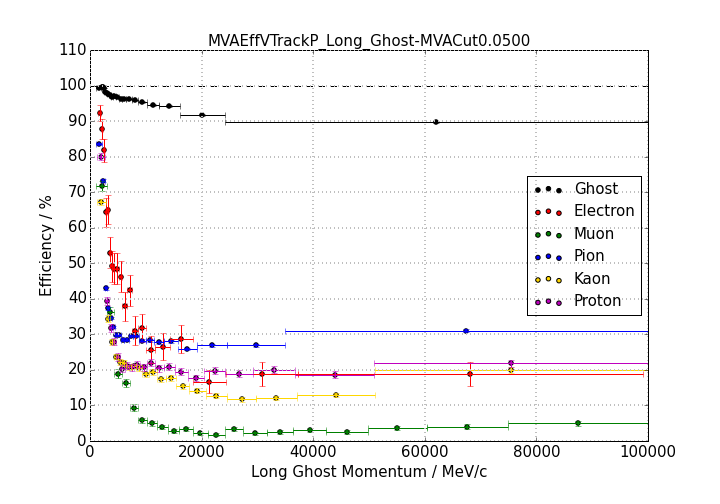 MVAEffVTrackP_Long_Ghost-MVACut0.0500
110
100
90
80
70
60
50
40
30
20
10
0
Efficiency / %
Ghost
Electron
Muon
Pion
Kaon
Proton
0 20000 40000 60000 80000 100000
Long Ghost Momentum / MeV/c